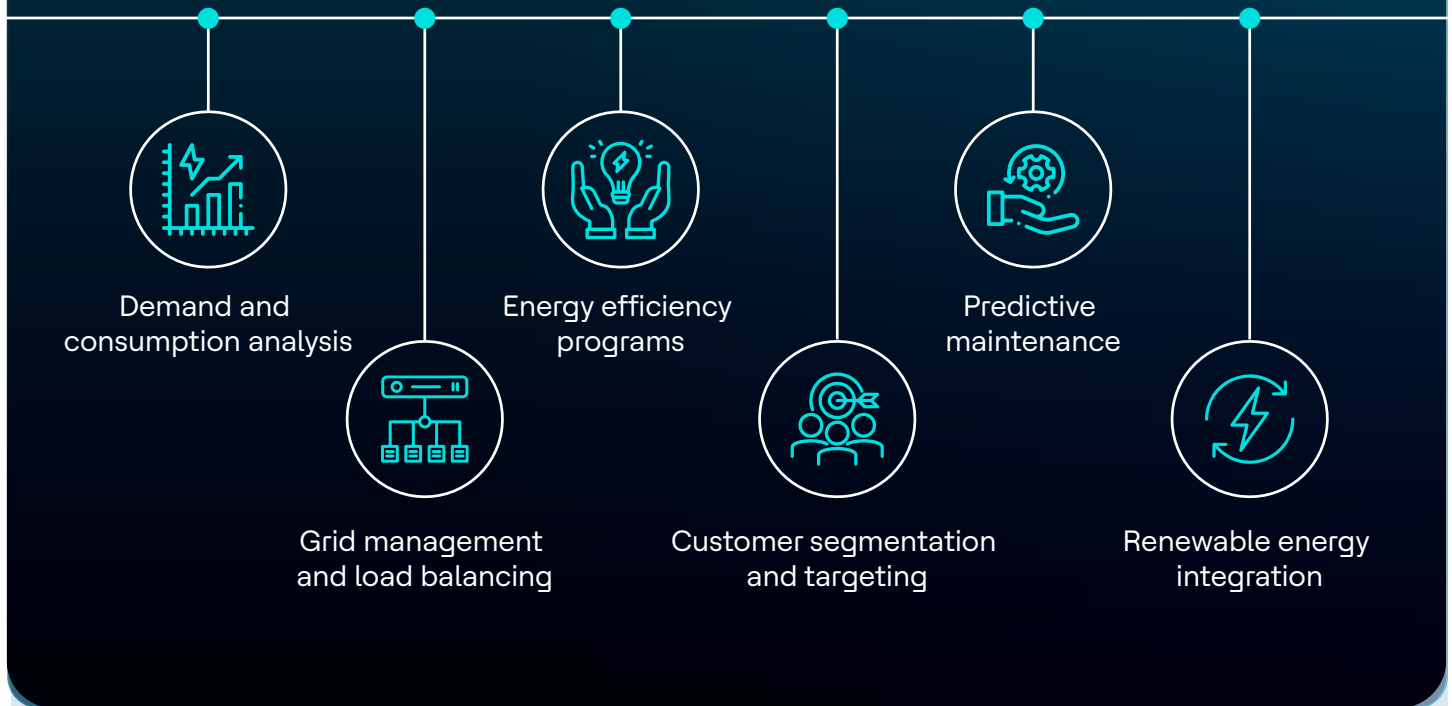 Demand and
consumption analysis
Grid management
and load balancing
Energy efficiency
programs
Customer segmentation
and targeting
Predictive
maintenance
Renewable energy
integration